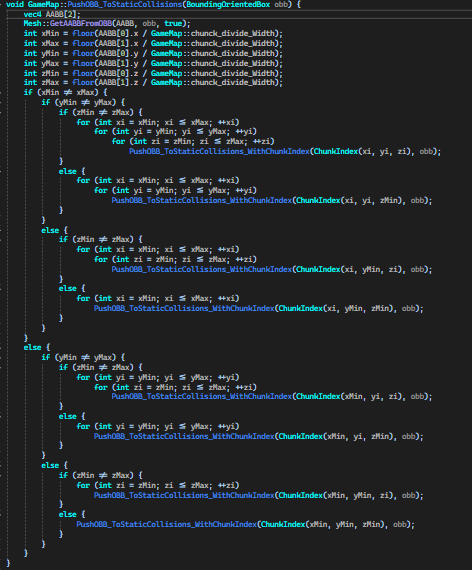 void GameMap::PushOBB_ToStaticCollisions(BoundingOrientedBox obb) {
    vec4 AABB[2];
    Mesh::GetAABBFromOBB(AABB, obb, true);
    int xMin = floor(AABB[0].x / GameMap::chunck_divide_Width);
    int xMax = floor(AABB[1].x / GameMap::chunck_divide_Width);
    int yMin = floor(AABB[0].y / GameMap::chunck_divide_Width);
    int yMax = floor(AABB[1].y / GameMap::chunck_divide_Width);
    int zMin = floor(AABB[0].z / GameMap::chunck_divide_Width);
    int zMax = floor(AABB[1].z / GameMap::chunck_divide_Width);
    if (xMin ≠ xMax) {
        if (yMin ≠ yMax) {
            if (zMin ≠ zMax) {
                for (int xi = xMin; xi ≤ xMax; ++xi)
                    for (int yi = yMin; yi ≤ yMax; ++yi)
                        for (int zi = zMin; zi ≤ zMax; ++zi)
                            PushOBB_ToStaticCollisions_WithChunkIndex(ChunkIndex(xi, yi, zi), obb);
            }
            else {
                for (int xi = xMin; xi ≤ xMax; ++xi)
                    for (int yi = yMin; yi ≤ yMax; ++yi)
                        PushOBB_ToStaticCollisions_WithChunkIndex(ChunkIndex(xi, yi, zMin), obb);
            }
        }
        else {
            if (zMin ≠ zMax) {
                for (int xi = xMin; xi ≤ xMax; ++xi)
                    for (int zi = zMin; zi ≤ zMax; ++zi)
                        PushOBB_ToStaticCollisions_WithChunkIndex(ChunkIndex(xi, yMin, zi), obb);
            }
            else {
                for (int xi = xMin; xi ≤ xMax; ++xi)
                    PushOBB_ToStaticCollisions_WithChunkIndex(ChunkIndex(xi, yMin, zMin), obb);
            }
        }
    }
    else {
        if (yMin ≠ yMax) {
            if (zMin ≠ zMax) {
                for (int yi = yMin; yi ≤ yMax; ++yi)
                    for (int zi = zMin; zi ≤ zMax; ++zi)
                        PushOBB_ToStaticCollisions_WithChunkIndex(ChunkIndex(xMin, yi, zi), obb);
            }
            else {
                for (int yi = yMin; yi ≤ yMax; ++yi)
                    PushOBB_ToStaticCollisions_WithChunkIndex(ChunkIndex(xMin, yi, zMin), obb);
            }
        }
        else {
            if (zMin ≠ zMax) {
                for (int zi = zMin; zi ≤ zMax; ++zi)
                    PushOBB_ToStaticCollisions_WithChunkIndex(ChunkIndex(xMin, yMin, zi), obb);
            }
            else {
                PushOBB_ToStaticCollisions_WithChunkIndex(ChunkIndex(xMin, yMin, zMin), obb);
            }
        }
    }
}